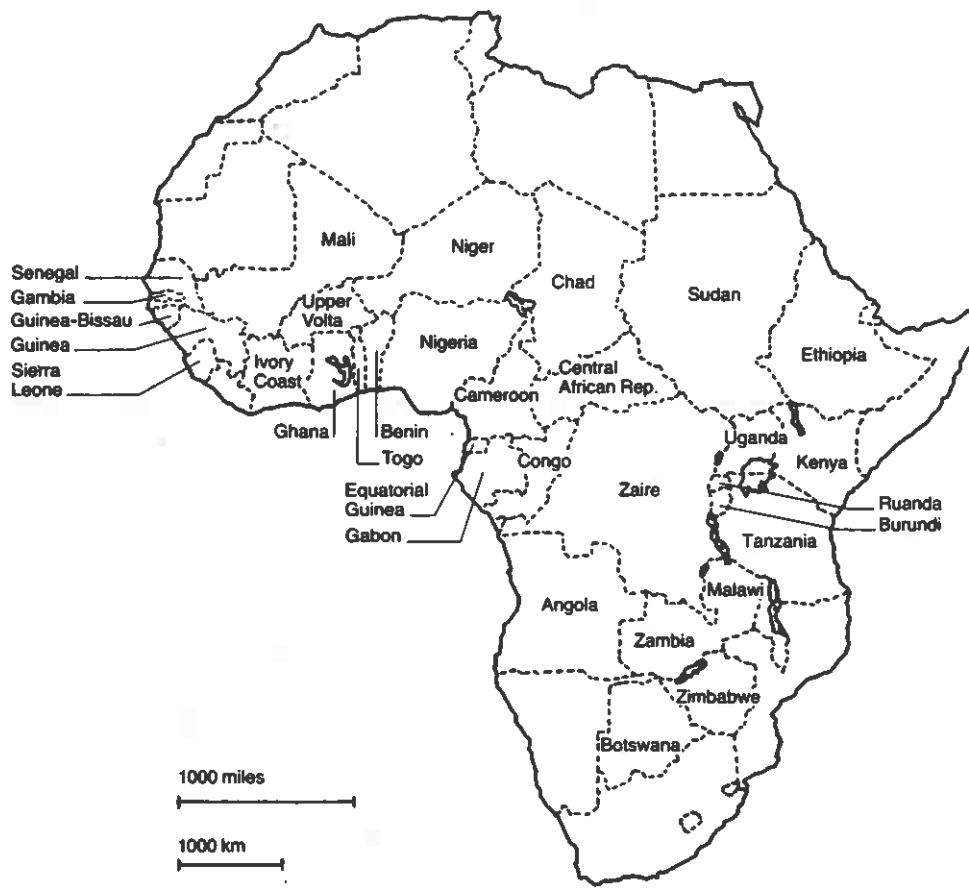 Mali
Niger
Chad
Sudan
Senegal
Gambia
Guinea-Bissau
Guinea
Sierra
Leone
Upper
Volta
Ivory
Coast
Nigeria
Ethiopia
Central
African Rep.
Cameroon
Ghana
Benin
Togo
Uganda
Kenya
Congo
Zaire
Equatorial
Guinea
Gabon
Ruanda
Burundi
Tanzania
Malawi
Angola
Zambia
Zimbabwe
Botswana
1000 miles
1000 km